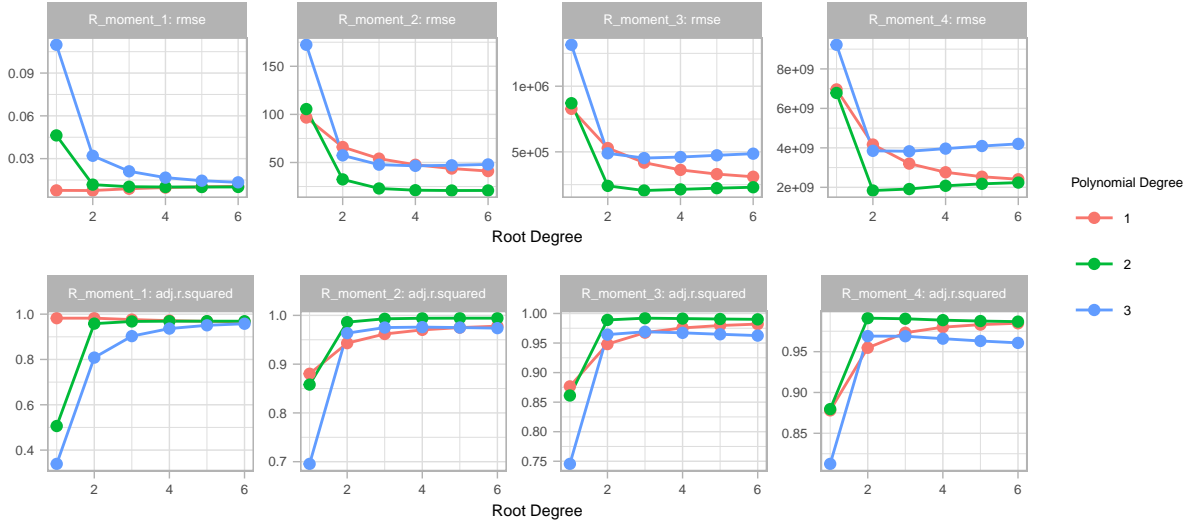 R_moment_1: rmse
R_moment_2: rmse
R_moment_3: rmse
R_moment_4: rmse
0.09
0.06
0.03
150
100
50
1e+06
5e+05
8e+09
6e+09
4e+09
2e+09
2 4 6
2 4 6
2 4 6
2 4 6
Root Degree
R_moment_1: adj.r.squared
R_moment_2: adj.r.squared
R_moment_3: adj.r.squared
R_moment_4: adj.r.squared
1.0
0.8
0.6
0.4
1.0
0.9
0.8
0.7
1.00
0.95
0.90
0.85
0.80
0.75
0.95
0.90
0.85
2 4 6
2 4 6
2 4 6
2 4 6
Root Degree
Polynomial Degree
1
2
3